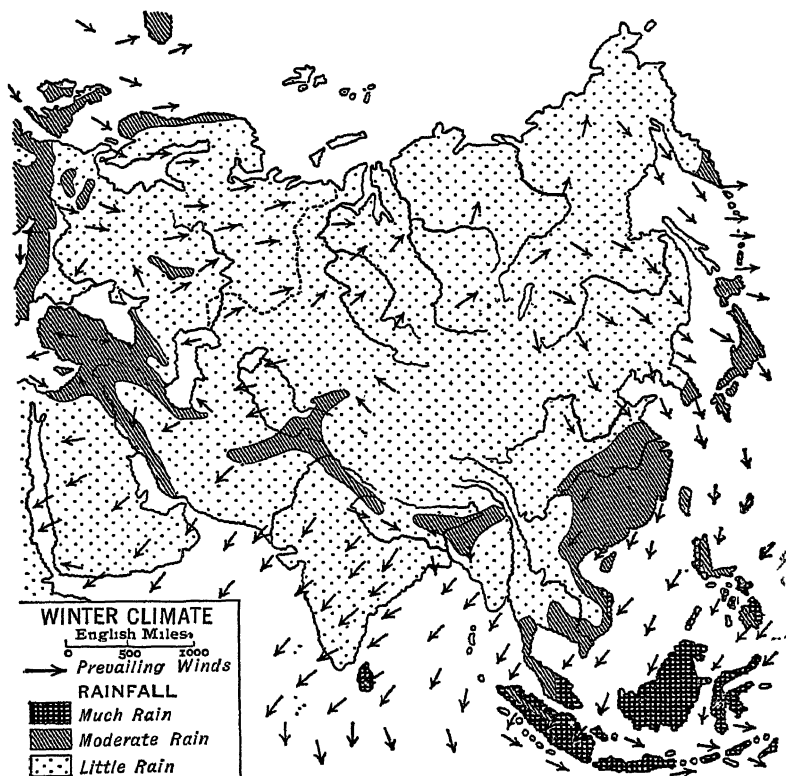 WINTER CLIMATE
English Miles
0 500 1000
Prevailing Winds
RAINFALL
Much Rain
Moderate Rain
Little Rain